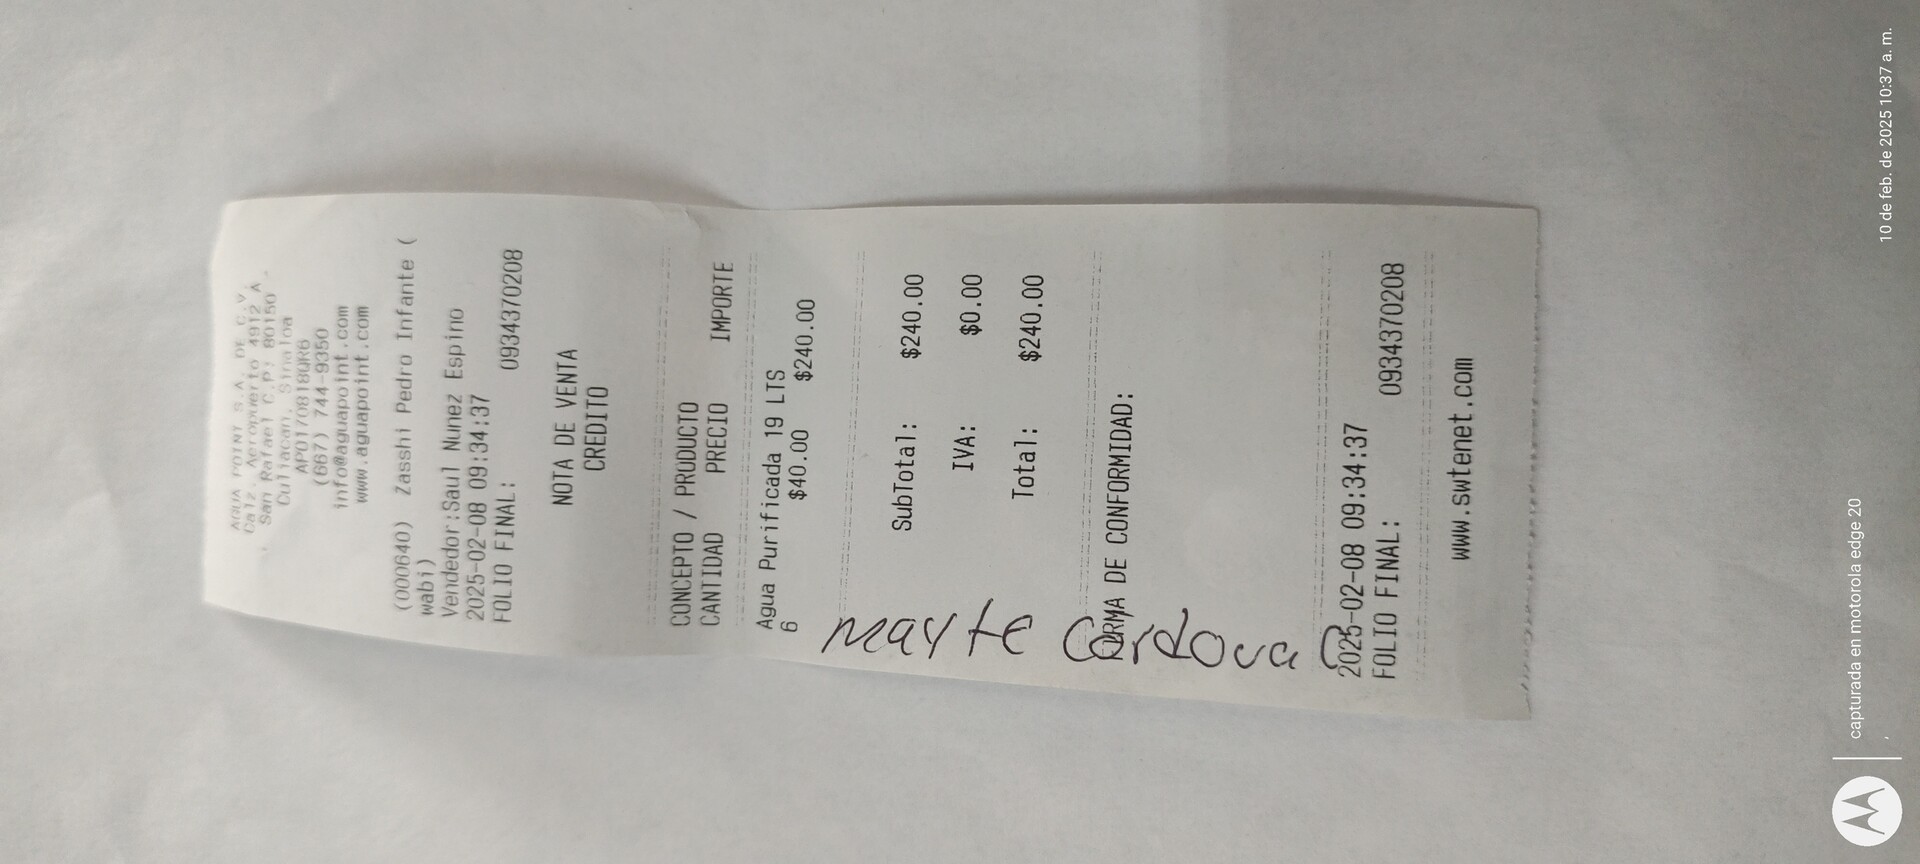 AQUA POINT S.A. DE C.V.
Calz. Aeropuerto 4912 A
San Rafael C.P; 80150
Culiacan, Sinaloa
APO170818QR6
(667) 744-9350
info@aguapoint.com
www.aguapoint.com
(000640) Zasshi Pedro Infante (
wabi)
Vendedor:Saul Nunez Espino
2025-02-08 09:34:37
FOLIO FINAL: 0934370208
NOTA DE VENTA
CREDITO
CONCEPTO / PRODUCTO
CANTIDAD PRECIO IMPORTE
Agua Purificada 19 LTS
6 $40.00 $240.00
SubTotal: $240.00
IVA: $0.00
Total: $240.00
FIRMA DE CONFORMIDAD:
mayte Cordova C
2025-02-08 09:34:37
FOLIO FINAL: 0934370208
www.swtenet.com
capturada en motorola edge 20
10 de feb. de 2025 10:37 a. m.